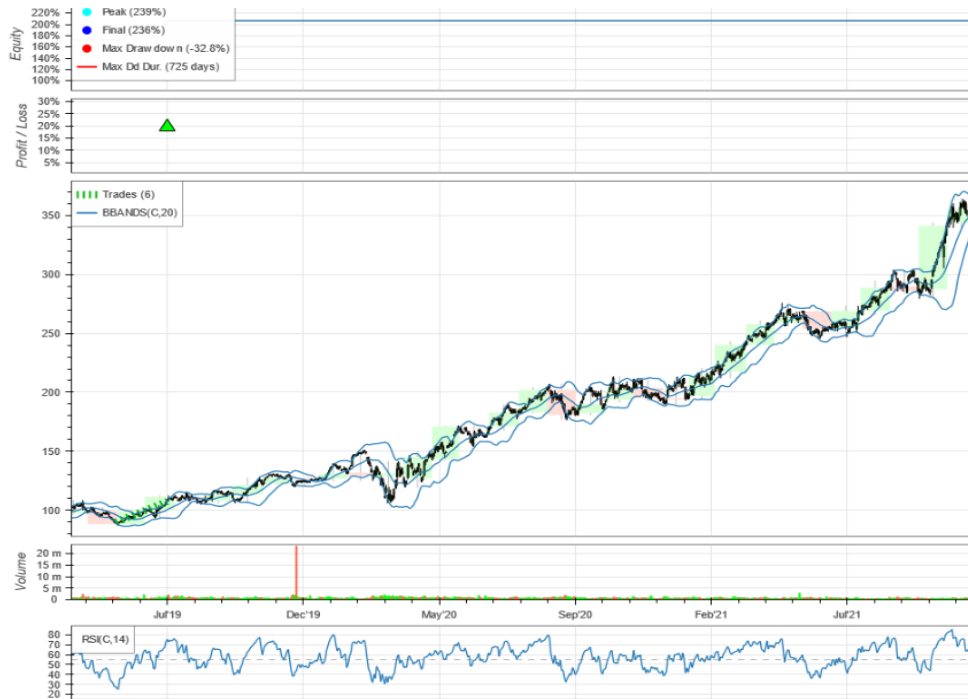 220%
200%
180%
160%
140%
120%
100%
Equity
Peak (239%)
Final (236%)
Max Drawdown (-32.8%)
Max Dd Dur. (725 days)
30%
25%
20%
15%
10%
5%
Profit / Loss
Trades (6)
BBANDS(C,20)
350
300
250
200
150
100
20 m
15 m
10 m
5 m
0
Volume
Jul'19
Dec'19
May'20
Sep'20
Feb'21
Jul'21
80
70
60
50
40
30
20
RSI(C,14)